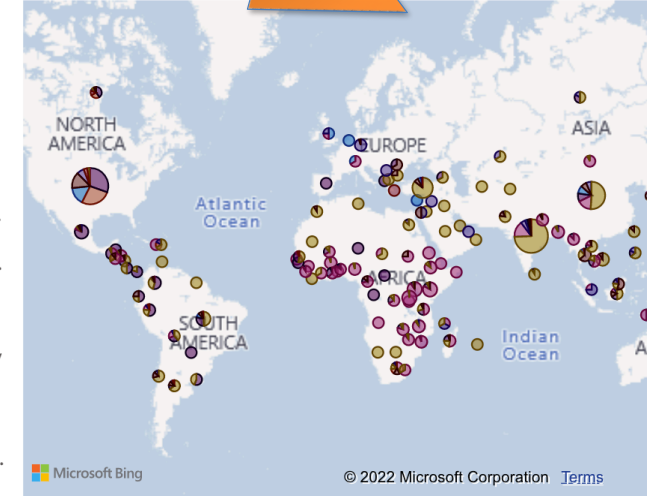 NORTH
AMERICA
EUROPE
ASIA
Atlantic
Ocean
AFRICA
SOUTH
AMERICA
Indian
Ocean
A
Microsoft Bing
© 2022 Microsoft Corporation Terms